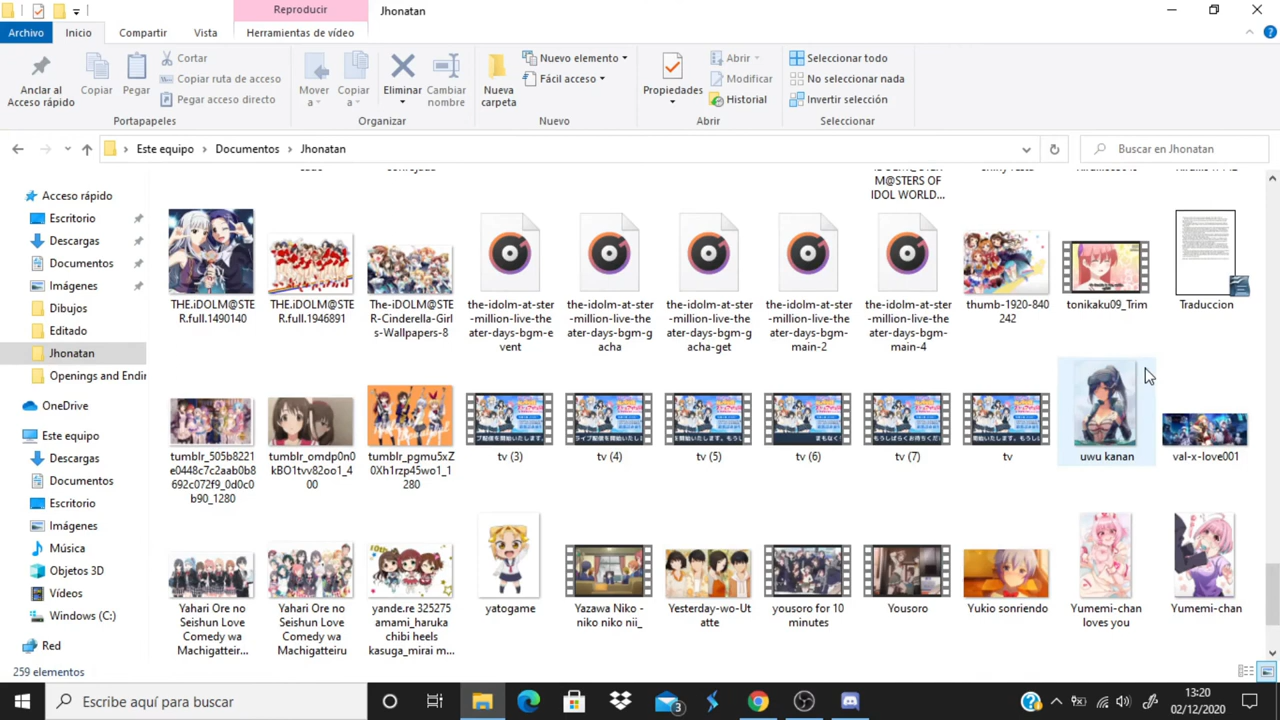 Reproducir
Jhonatan
Archivo
Inicio
Compartir
Vista
Herramientas de vídeo
Anclar al
Acceso rápido
Copiar
Pegar
Cortar
Copiar ruta de acceso
Pegar acceso directo
Portapapeles
Mover
a
Copiar
a
Eliminar
Cambiar
nombre
Organizar
Nueva
carpeta
Nuevo elemento
Fácil acceso
Nuevo
Propiedades
Abrir
Modificar
Historial
Abrir
Seleccionar todo
No seleccionar nada
Invertir selección
Seleccionar
Este equipo > Documentos > Jhonatan
Buscar en Jhonatan
Acceso rápido
Escritorio
Descargas
Documentos
Imágenes
Dibujos
Editado
Jhonatan
Openings and Endin
OneDrive
Este equipo
Descargas
Documentos
Escritorio
Imágenes
Música
Objetos 3D
Vídeos
Windows (C:)
Red
M@STERS OF
IDOL WORLD...
THE.iDOLM@STE
R.full.1490140
THE.iDOLM@STE
R.full.1946891
The-iDOLM@STE
R-Cinderella-Girl
s-Wallpapers-8
the-idolm-at-ster
-million-live-the
ater-days-bgm-e
vent
the-idolm-at-ster
-million-live-the
ater-days-bgm-g
acha
the-idolm-at-ster
-million-live-the
ater-days-bgm-g
acha-get
the-idolm-at-ster
-million-live-the
ater-days-bgm-
main-2
the-idolm-at-ster
-million-live-the
ater-days-bgm-
main-4
thumb-1920-840
242
tonikaku09_Trim
Traduccion
tumblr_505b8221
e0448c7c2aab0b8
692c072f9_0d0c0
b90_1280
tumblr_omdp0n0
kBO1tvv82oo1_4
00
tumblr_pgmu5xZ
0Xh1rzp45wo1_1
280
tv (3)
tv (4)
tv (5)
tv (6)
tv (7)
tv
uwu kanan
val-x-love001
Yahari Ore no
Seishun Love
Comedy wa
Machigatteir...
Yahari Ore no
Seishun Love
Comedy wa
Machigatteiru
yande.re 325275
amami_haruka
chibi heels
kasuga_mirai m...
yatogame
Yazawa Niko -
niko niko nii_
Yesterday-wo-Ut
atte
yousoro for 10
minutes
Yousoro
Yukio sonriendo
Yumemi-chan
loves you
Yumemi-chan
259 elementos
Escribe aquí para buscar
3
13:20
02/12/2020